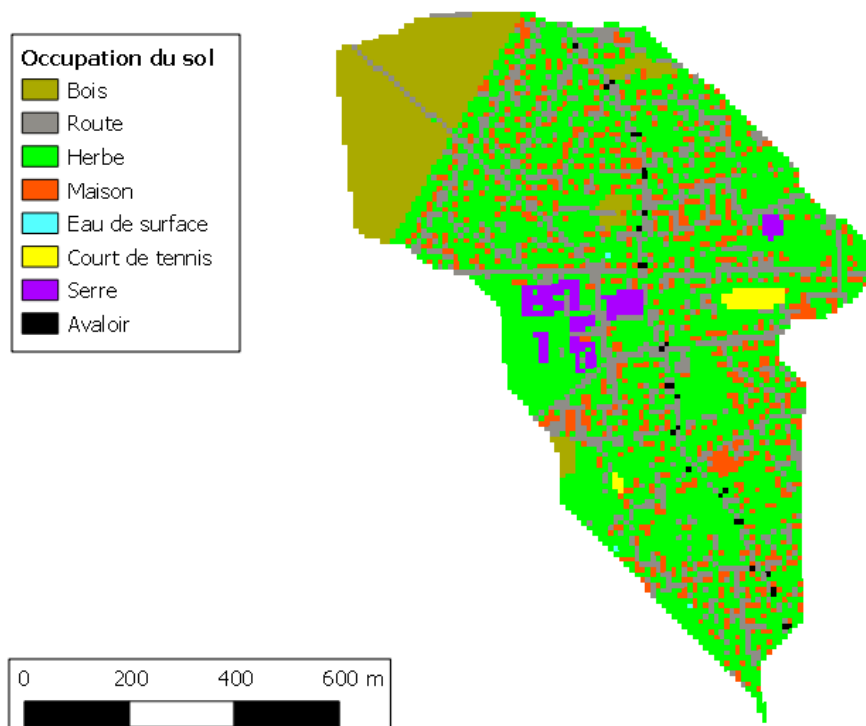 Occupation du sol
Bois
Route
Herbe
Maison
Eau de surface
Court de tennis
Serre
Avaloir
0 200 400 600 m